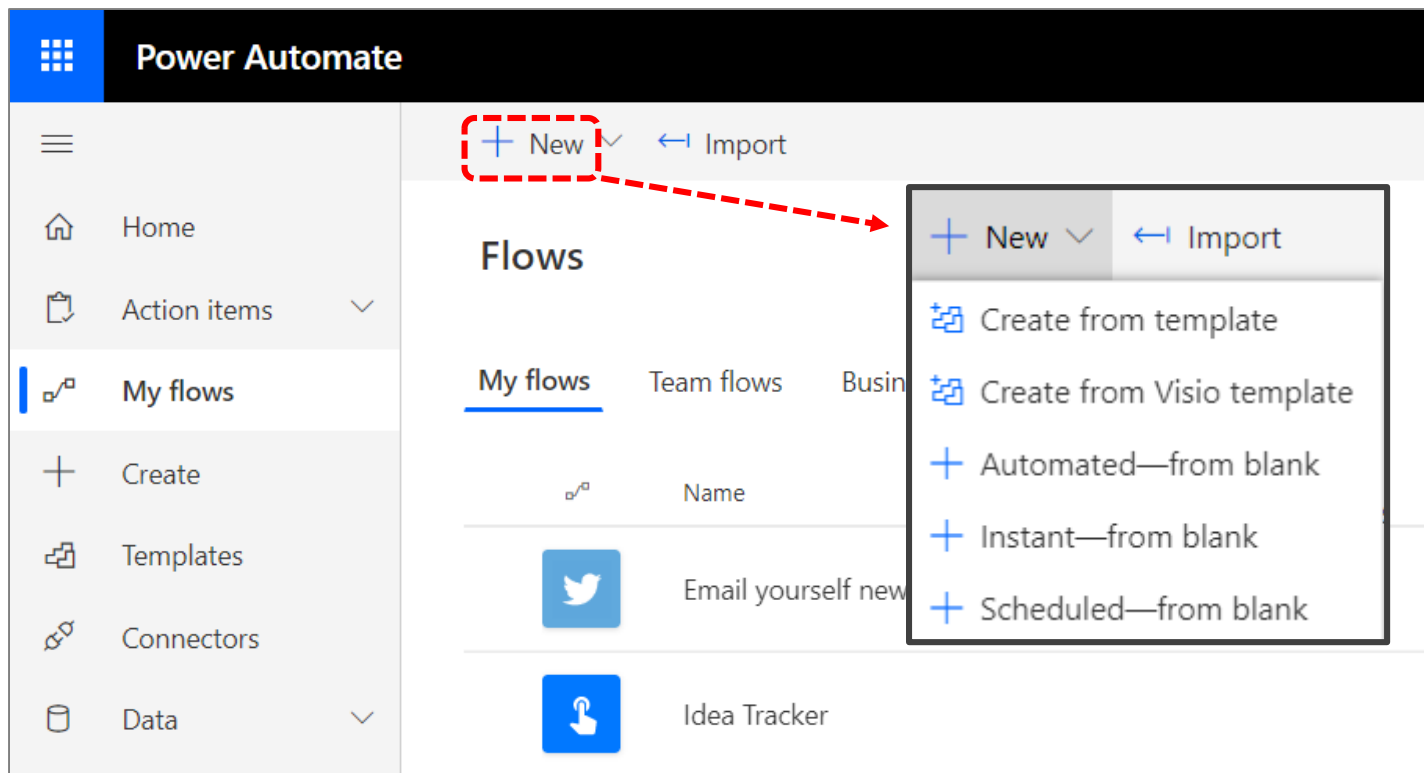 Power Automate
New
Import
Home
Action items
My flows
Create
Templates
Connectors
Data
Flows
My flows
Team flows
Name
Email yourself new
Idea Tracker
New
Import
Create from template
Create from Visio template
Automated—from blank
Instant—from blank
Scheduled—from blank